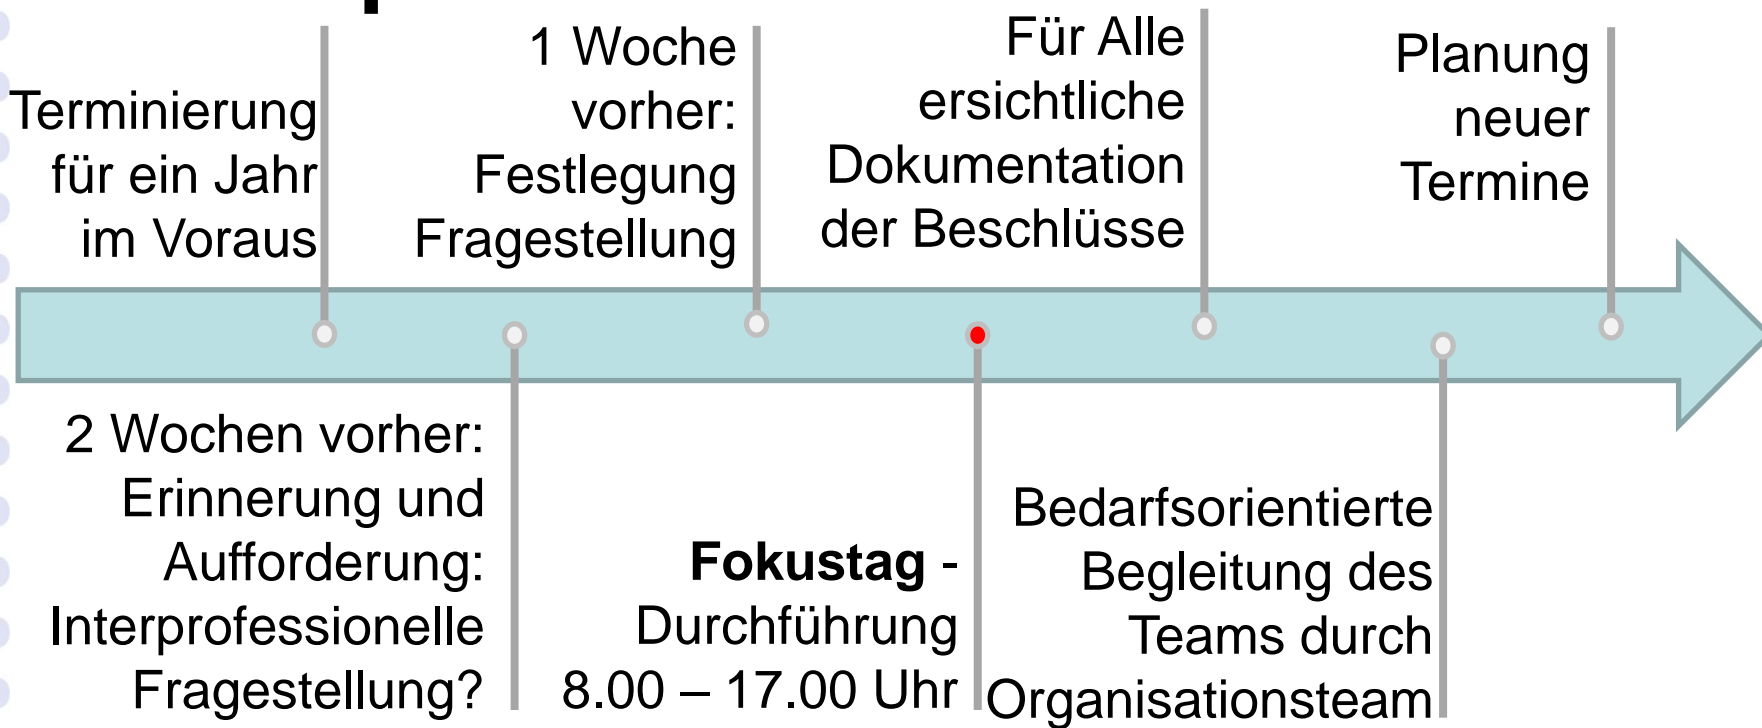 Terminierung
für ein Jahr
im Voraus
2 Wochen vorher:
Erinnerung und
Aufforderung:
Interprofessionelle
Fragestellung?
1 Woche
vorher:
Festlegung
Fragestellung
Fokustag -
Durchführung
8.00 – 17.00 Uhr
Für Alle
ersichtliche
Dokumentation
der Beschlüsse
Bedarfsorientierte
Begleitung des
Teams durch
Organisationsteam
Planung
neuer
Termine